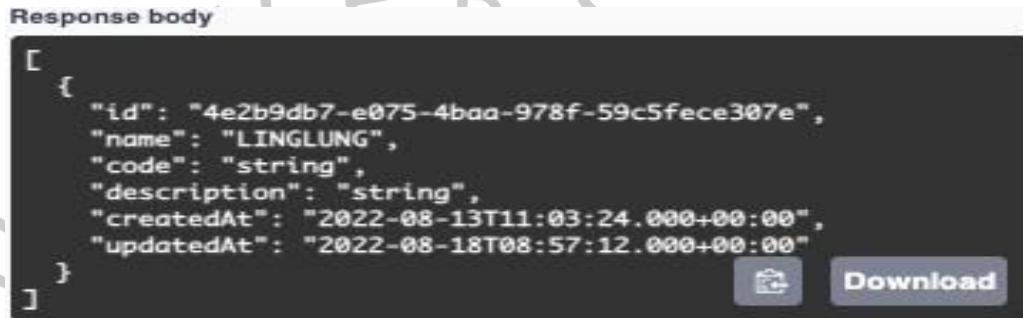 Response body
[
{
"id": "4e2b9db7-e075-4baa-978f-59c5fece307e",
"name": "LINGLUNG",
"code": "string",
"description": "string",
"createdAt": "2022-08-13T11:03:24.000+00:00",
"updatedAt": "2022-08-18T08:57:12.000+00:00"
}
]
Download